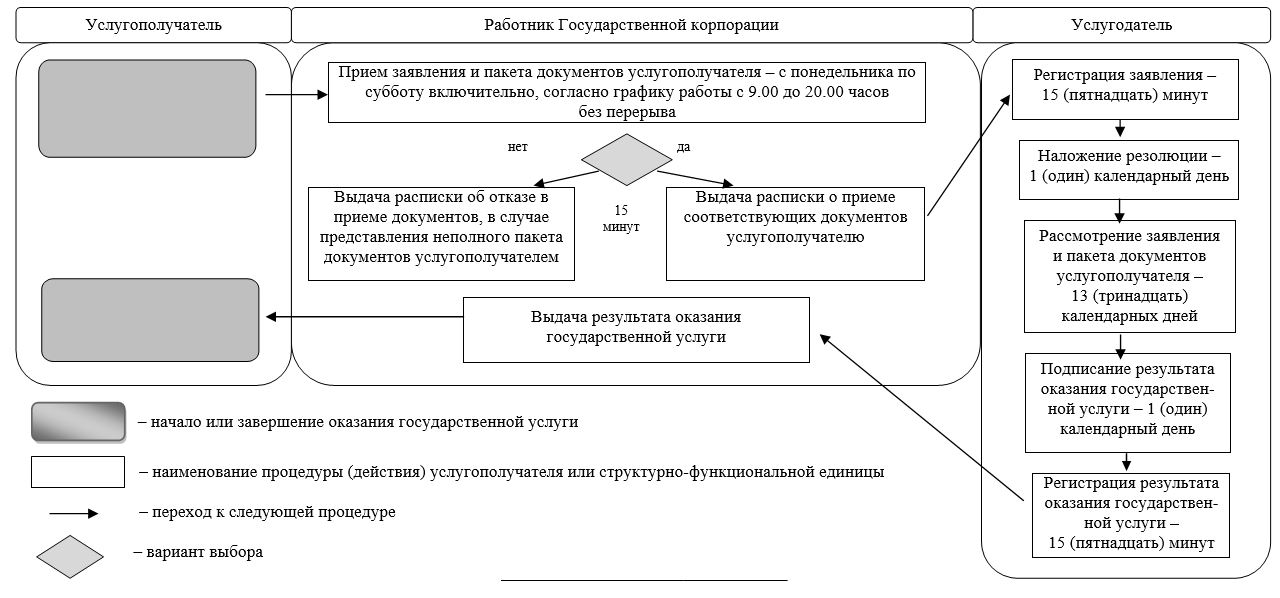 Услугополучатель
Работник Государственной корпорации
Услугодатель
Прием заявления и пакета документов услугополучателя – с понедельника по
субботу включительно, согласно графику работы с 9.00 до 20.00 часов
без перерыва
нет
да
Выдача расписки об отказе в
приеме документов, в случае
представления неполного пакета
документов услугополучателем
15
минут
Выдача расписки о приеме
соответствующих документов
услугополучателю
Выдача результата оказания
государственной услуги
Регистрация заявления –
15 (пятнадцать) минут
Наложение резолюции –
1 (один) календарный день
Рассмотрение заявления
и пакета документов
услугополучателя –
13 (тринадцать)
календарных дней
Подписание результата
оказания государствен-
ной услуги – 1 (один)
календарный день
Регистрация результата
оказания государствен-
ной услуги –
15 (пятнадцать) минут
– начало или завершение оказания государственной услуги
– наименование процедуры (действия) услугополучателя или структурно-функциональной единицы
– переход к следующей процедуре
– вариант выбора